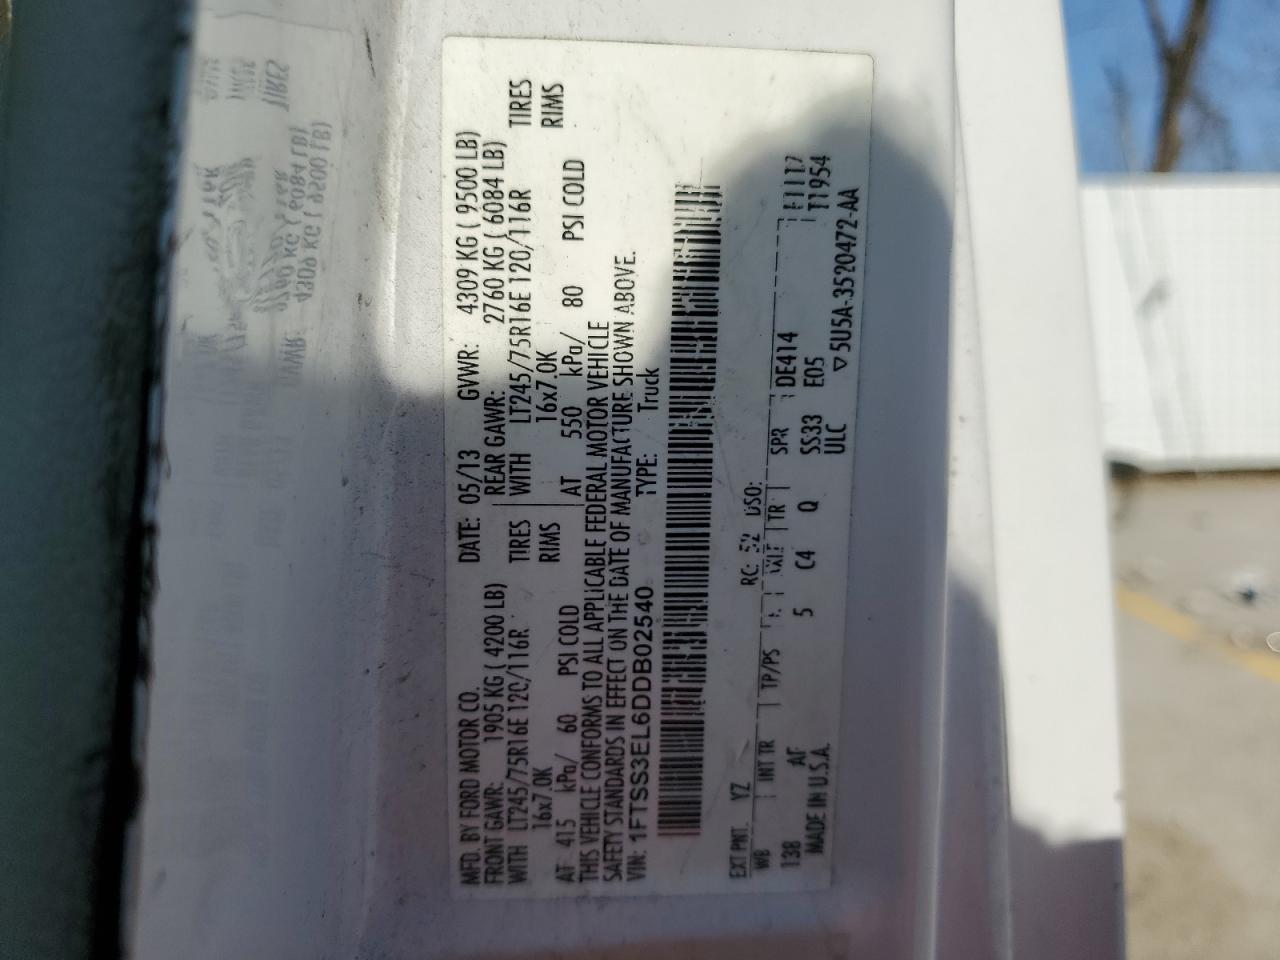 MFD. BY FORD MOTOR CO. DATE: 05/13 GVWR: 4309 KG ( 9500 LB)
FRONT GAWR: 1905 KG ( 4200 LB) REAR GAWR: 2760 KG ( 6084 LB)
WITH LT245/75R16E 120/116R TIRES WITH LT245/75R16E 120/116R TIRES
16x7.0K RIMS 16x7.0K RIMS
AT 415 kPa/ 60 PSI COLD AT 550 kPa/ 80 PSI COLD
THIS VEHICLE CONFORMS TO ALL APPLICABLE FEDERAL MOTOR VEHICLE
SAFETY STANDARDS IN EFFECT ON THE DATE OF MANUFACTURE SHOWN ABOVE.
VIN: 1FTSS3EL6DDB02540 TYPE: Truck
EXT PNT: YZ RC: 52 DSO:
WB INT TR TP/PS R AXLE TR SPR DE414
138 AF 5 C4 Q SS33 E05 T1954
MADE IN U.S.A. ULC 5U5A-3520472-AA